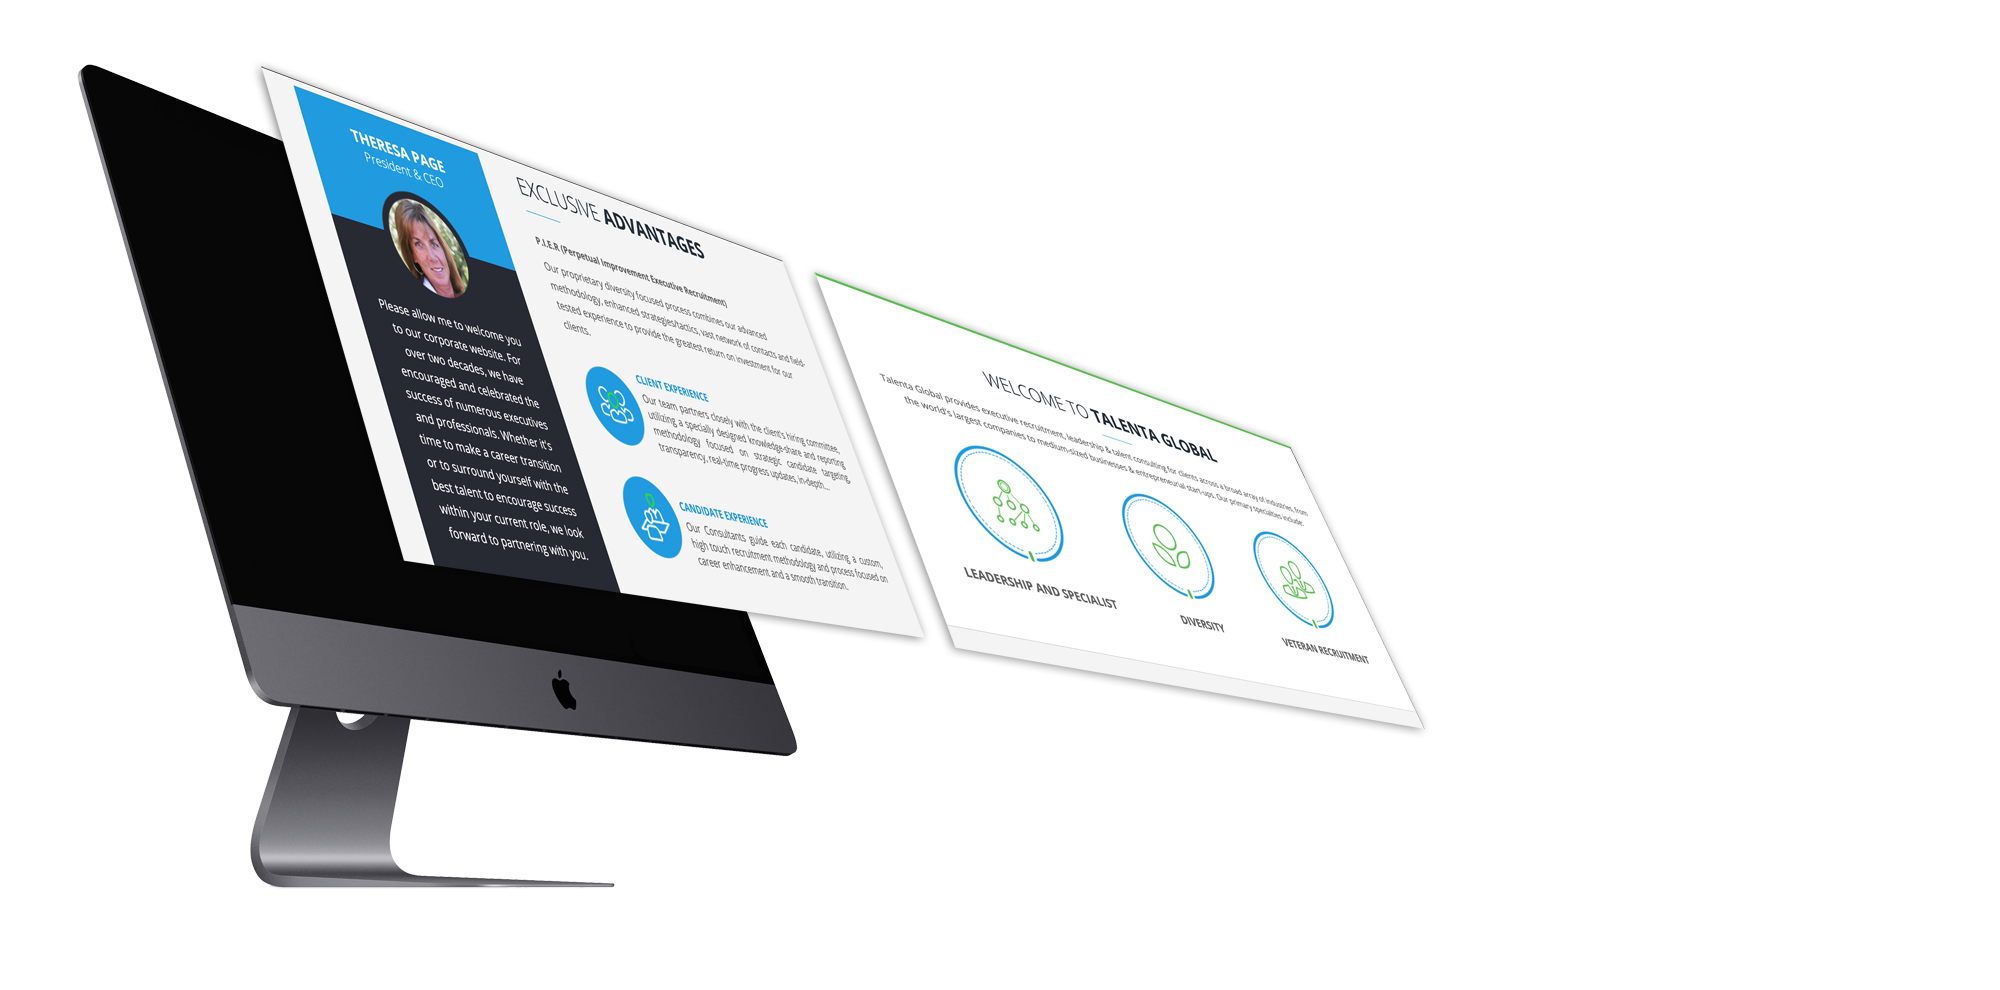 THERESA PAGE
President & CEO
Please allow me to welcome you
to our corporate website. For
over two decades, we have
encouraged and celebrated the
success of numerous executives
and professionals. Whether it's
time to make a career transition
or to surround yourself with the
best talent to encourage success
within your current role, we look
forward to partnering with you.
EXCLUSIVE ADVANTAGES
P.I.E.R (Perpetual Improvement Executive Recruitment)
Our proprietary diversity focused process combines our advanced
methodology, enhanced strategies/tactics, vast network of contacts and field-
tested experience to provide the greatest return on investment for our
clients.
CLIENT EXPERIENCE
Our team partners closely with the client's hiring committee,
utilizing a specially designed knowledge-share and reporting
methodology focused on strategic candidate targeting,
transparency, real-time progress updates, in-depth...
CANDIDATE EXPERIENCE
Our Consultants guide each candidate, utilizing a custom,
high touch recruitment methodology and process focused on
career enhancement and a smooth transition.
WELCOME TO TALENTA GLOBAL
Talenta Global provides executive recruitment, leadership & talent consulting for clients across a broad array of industries, from
the world's largest companies to medium-sized businesses & entrepreneurial start-ups. Our primary specialties include:
LEADERSHIP AND SPECIALIST
DIVERSITY
VETERAN RECRUITMENT